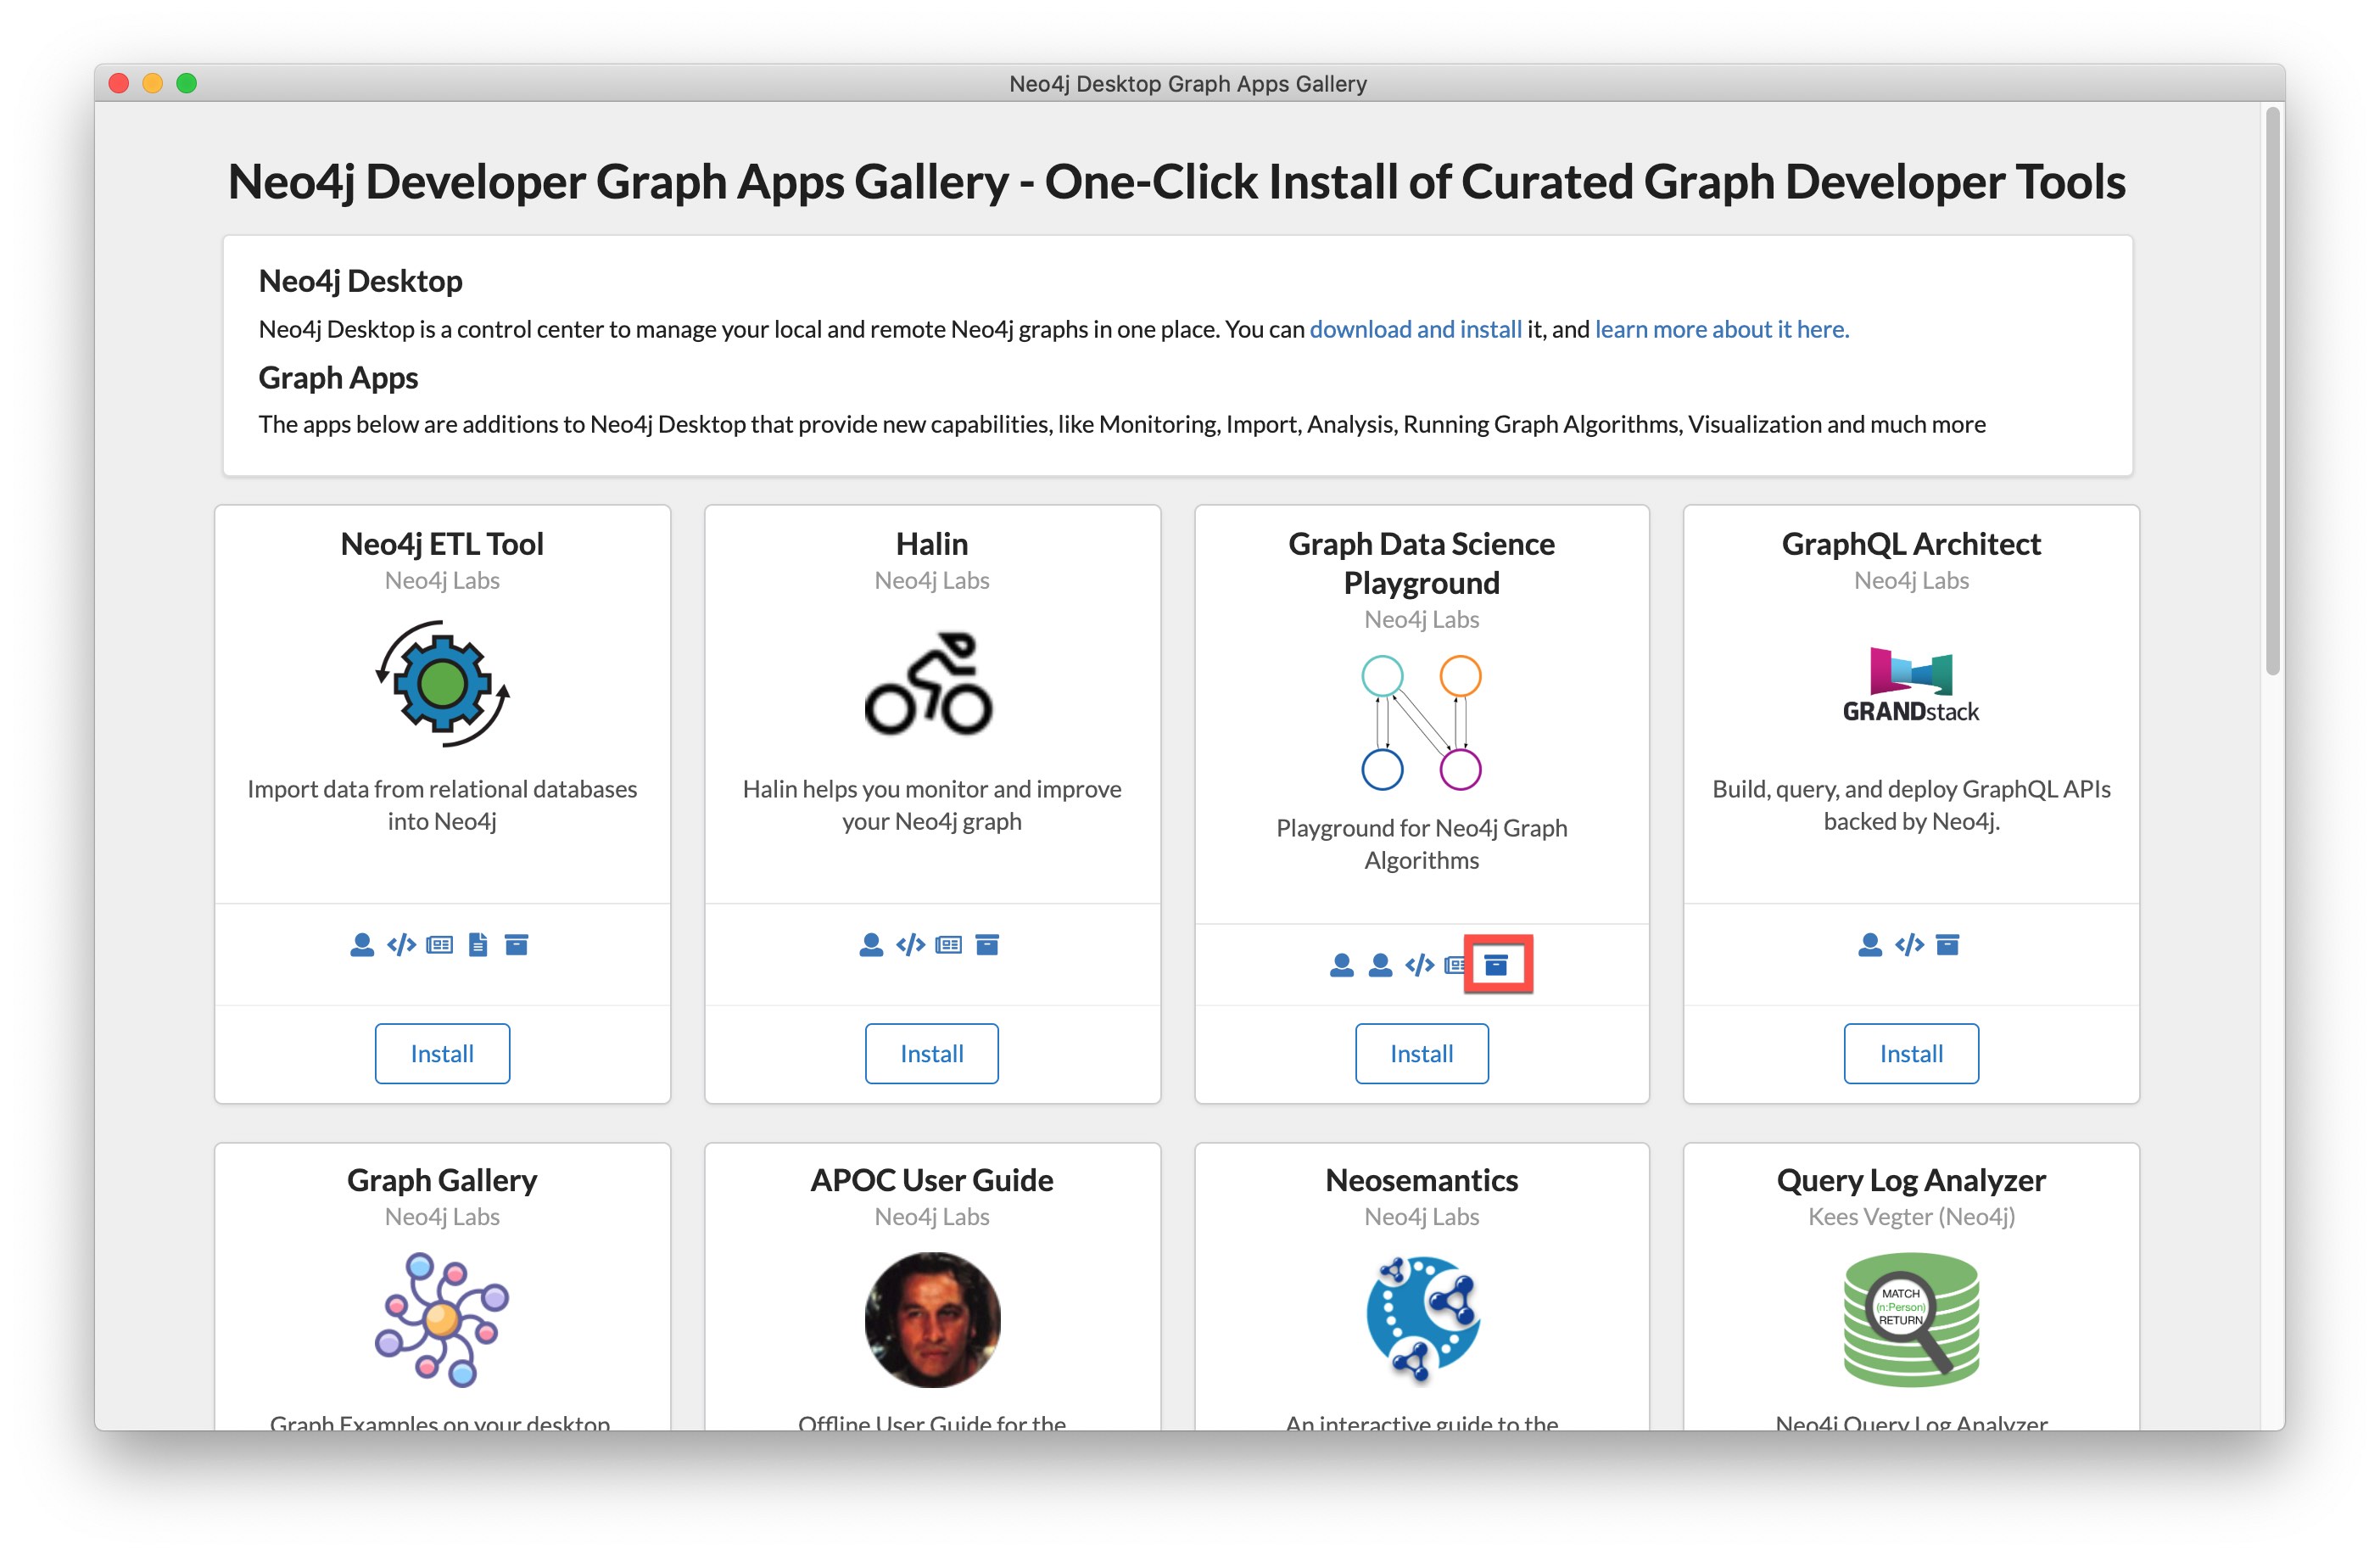 Neo4j Desktop Graph Apps Gallery
Neo4j Developer Graph Apps Gallery - One-Click Install of Curated Graph Developer Tools
Neo4j Desktop
Neo4j Desktop is a control center to manage your local and remote Neo4j graphs in one place. You can download and install it, and learn more about it here.
Graph Apps
The apps below are additions to Neo4j Desktop that provide new capabilities, like Monitoring, Import, Analysis, Running Graph Algorithms, Visualization and much more
Neo4j ETL Tool
Neo4j Labs
Import data from relational databases
into Neo4j
Install
Halin
Neo4j Labs
Halin helps you monitor and improve
your Neo4j graph
Install
Graph Data Science
Playground
Neo4j Labs
Playground for Neo4j Graph
Algorithms
Install
GraphQL Architect
Neo4j Labs
GRANDstack
Build, query, and deploy GraphQL APIs
backed by Neo4j.
Install
Graph Gallery
Neo4j Labs
Graph Examples on your desktop
APOC User Guide
Neo4j Labs
Offline User Guide for the
Neosemantics
Neo4j Labs
An interactive guide to the
Query Log Analyzer
Kees Vegter (Neo4j)
MATCH
(n:Person)
RETURN
Neo4j Query Log Analyzer